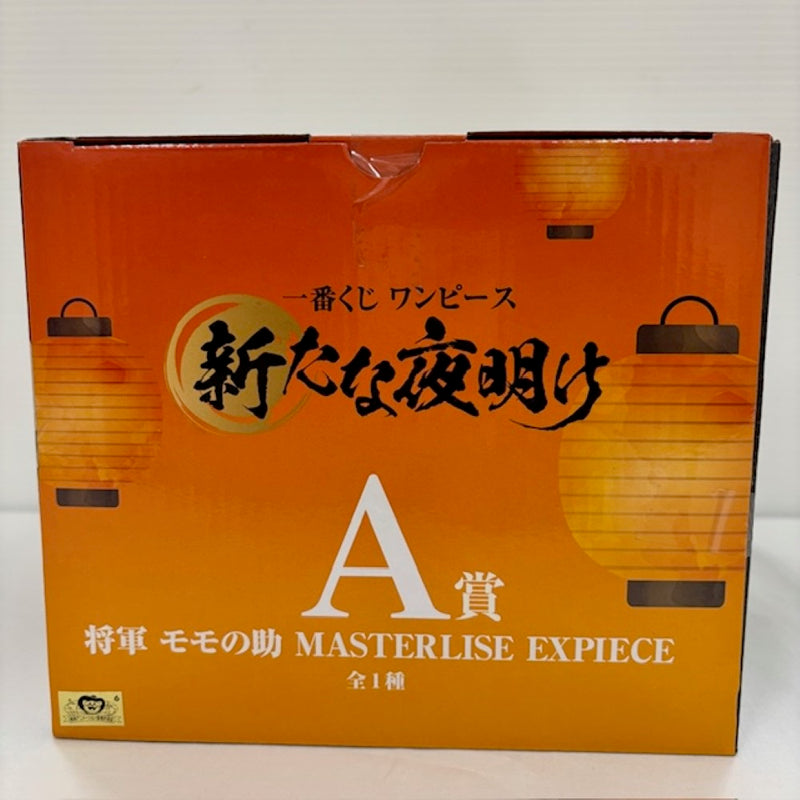 一番くじ ワンピース
新たな夜明け
A賞
将軍 モモの助 MASTERLISE EXPIECE
全1種